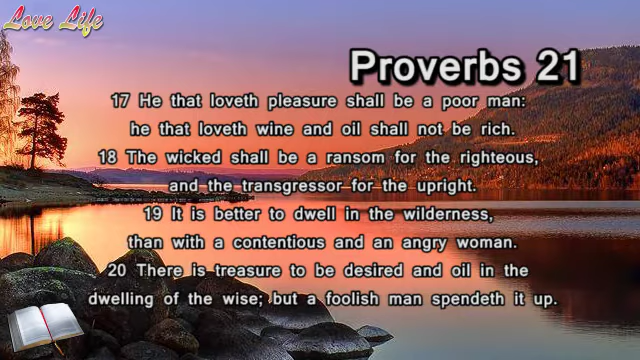 Love Life
Proverbs 21
17 He that loveth pleasure shall be a poor man:
he that loveth wine and oil shall not be rich.
18 The wicked shall be a ransom for the righteous,
and the transgressor for the upright.
19 It is better to dwell in the wilderness,
than with a contentious and an angry woman.
20 There is treasure to be desired and oil in the
dwelling of the wise; but a foolish man spendeth it up.